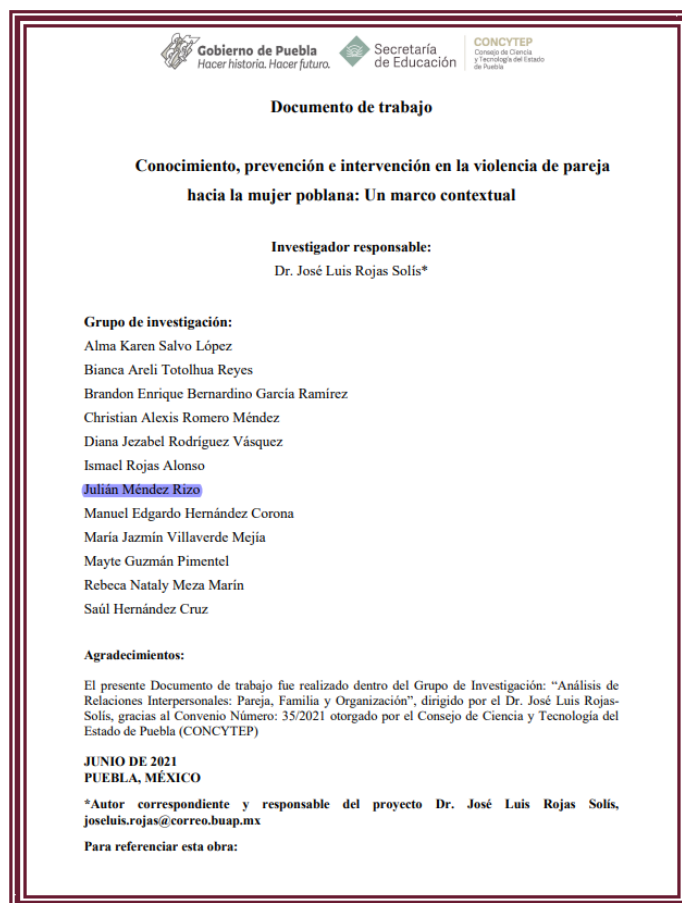 Gobierno de Puebla
Hacer historia. Hacer futuro.
Secretaría
de Educación
CONCYTEP
Consejo de Ciencia
y Tecnología del Estado
de Puebla
Documento de trabajo
Conocimiento, prevención e intervención en la violencia de pareja
hacia la mujer poblana: Un marco contextual
Investigador responsable:
Dr. José Luis Rojas Solís*
Grupo de investigación:
Alma Karen Salvo López
Bianca Areli Totolhua Reyes
Brandon Enrique Bernardino García Ramírez
Christian Alexis Romero Méndez
Diana Jezabel Rodríguez Vásquez
Ismael Rojas Alonso
Julián Méndez Rizo
Manuel Edgardo Hernández Corona
María Jazmín Villaverde Mejía
Mayte Guzmán Pimentel
Rebeca Nataly Meza Marín
Saúl Hernández Cruz
Agradecimientos:
El presente Documento de trabajo fue realizado dentro del Grupo de Investigación: “Análisis de
Relaciones Interpersonales: Pareja, Familia y Organización”, dirigido por el Dr. José Luis Rojas-
Solís, gracias al Convenio Número: 35/2021 otorgado por el Consejo de Ciencia y Tecnología del
Estado de Puebla (CONCYTEP)
JUNIO DE 2021
PUEBLA, MÉXICO
*Autor correspondiente y responsable del proyecto Dr. José Luis Rojas Solís,
joseluis.rojas@correo.buap.mx
Para referenciar esta obra: